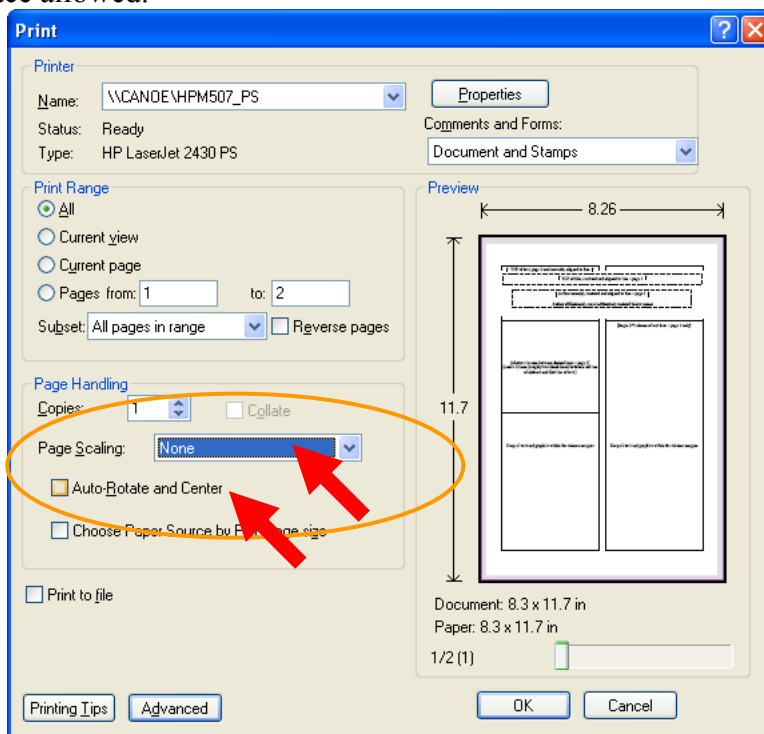 allowed.
Print
Printer
Name: \\CANOE\HPM507_PS
Properties
Status: Ready
Comments and Forms:
Type: HP LaserJet 2430 PS
Document and Stamps
Print Range
All
Current view
Current page
Pages from: 1 to: 2
Subset: All pages in range
Reverse pages
Preview
8.26
11.7
Page Handling
Copies: 1
Collate
Page Scaling: None
Auto-Rotate and Center
Choose Paper Source by size
Print to file
Document: 8.3 x 11.7 in
Paper: 8.3 x 11.7 in
1/2 (1)
Printing Tips
Advanced
OK
Cancel